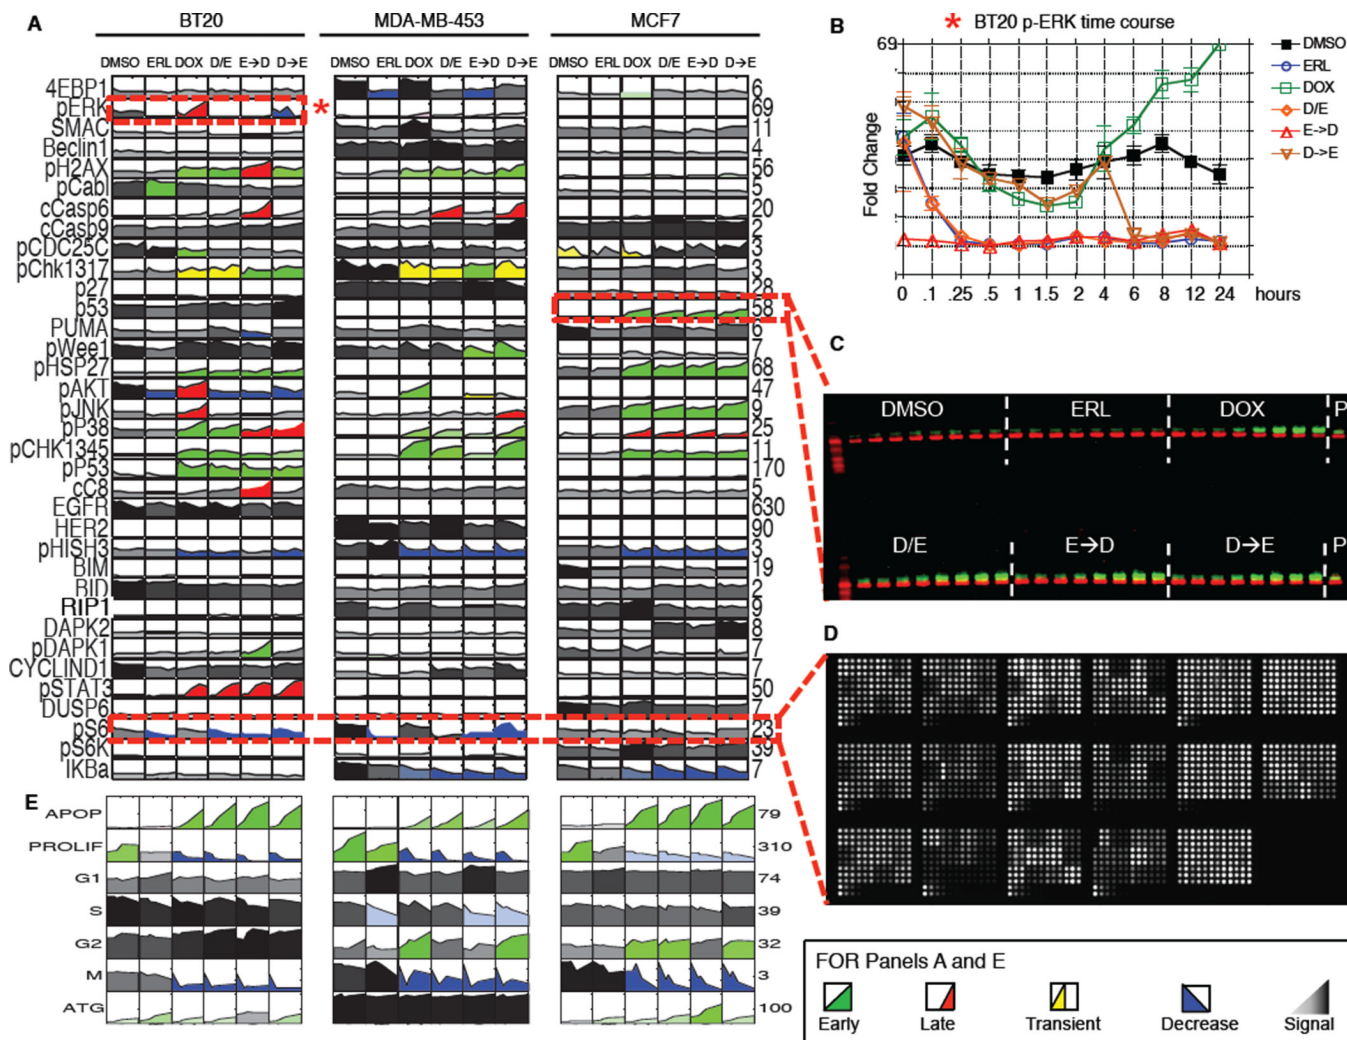 A
BT20
MDA-MB-453
MCF7
DMSO ERL DOX D/E E→D D→E
DMSO ERL DOX D/E E→D D→E
DMSO ERL DOX D/E E→D D→E
4EBP1 6
pERK * 69
SMAC 11
Beclin1 4
pH2AX 56
pCabl 5
cCasp6 20
cCasp9 2
pCDC25C 3
pChk1317 3
p27 28
p53 58
PUMA 6
pWee1 7
pHSP27 68
pAKT 47
pJNK 9
pP38 25
pCHK1345 11
pP53 170
cC8 5
EGFR 630
HER2 90
pHISH3 3
BIM 19
BID 2
RIP1 9
DAPK2 8
pDAPK1 7
CYCLIND1 7
pSTAT3 50
DUSP6 7
pS6 23
pS6K 39
IKBa 7
E
APOP 79
PROLIF 310
G1 74
S 39
G2 32
M 3
ATG 100
B
* BT20 p-ERK time course
69
Fold Change
0 .1 .25 .5 1 1.5 2 4 6 8 12 24 hours
DMSO
ERL
DOX
D/E
E->D
D->E
C
DMSO ERL DOX P
D/E E→D D→E P
D
FOR Panels A and E
Early Late Transient Decrease Signal